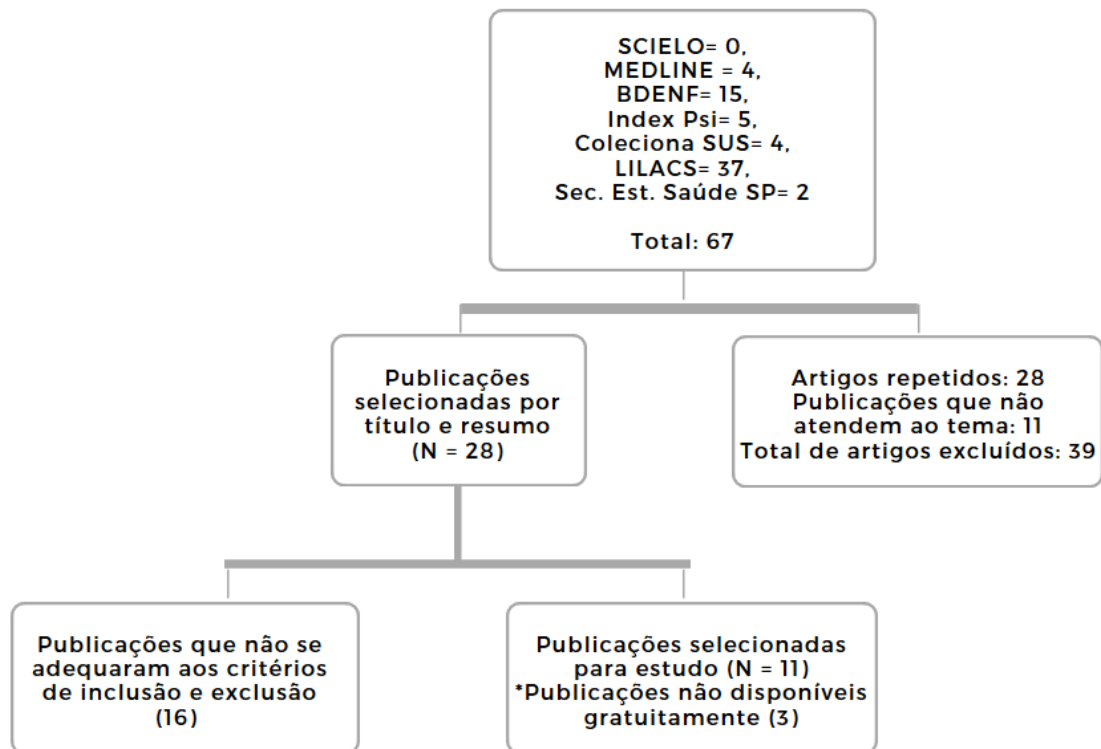 SCIELO= 0,
MEDLINE = 4,
BDENF= 15,
Index Psi= 5,
Coleciona SUS= 4,
LILACS= 37,
Sec. Est. Saúde SP= 2
Total: 67
Publicações
selecionadas por
título e resumo
(N = 28)
Artigos repetidos: 28
Publicações que não
atendem ao tema: 11
Total de artigos excluídos: 39
Publicações que não se
adequaram aos critérios
de inclusão e exclusão
(16)
Publicações selecionadas
para estudo (N = 11)
*Publicações não disponíveis
gratuitamente (3)